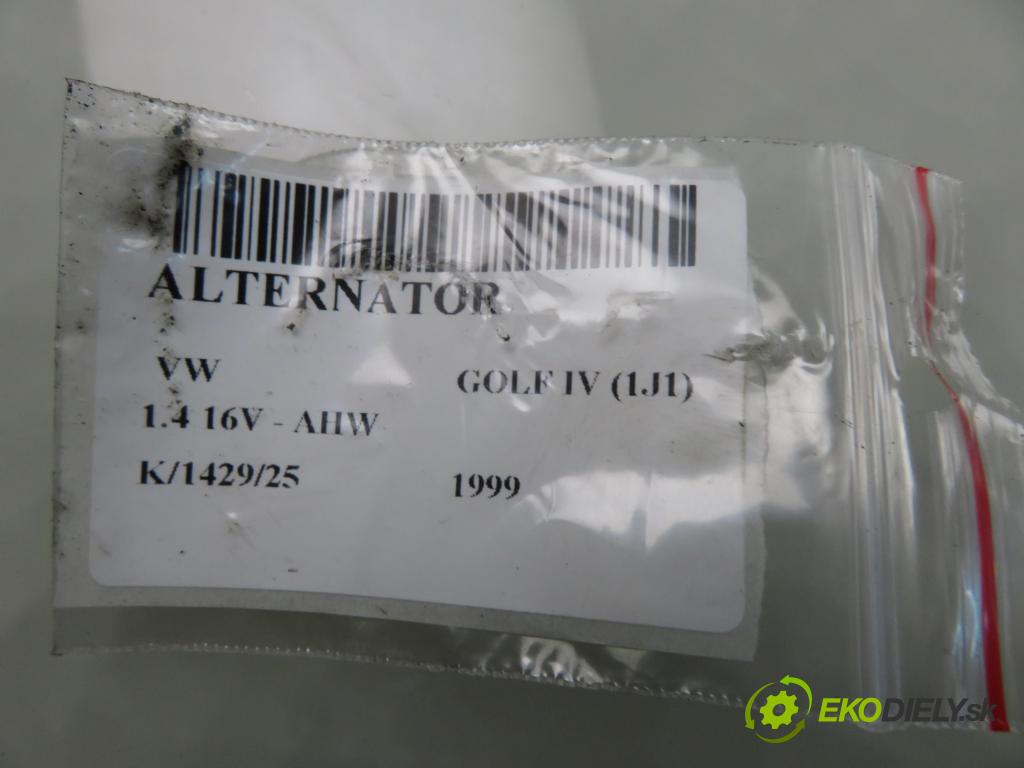 ALTERNATOR
VW GOLF IV (1J1)
1.4 16V - AHW
K/1429/25 1999
EKODIELY.sk